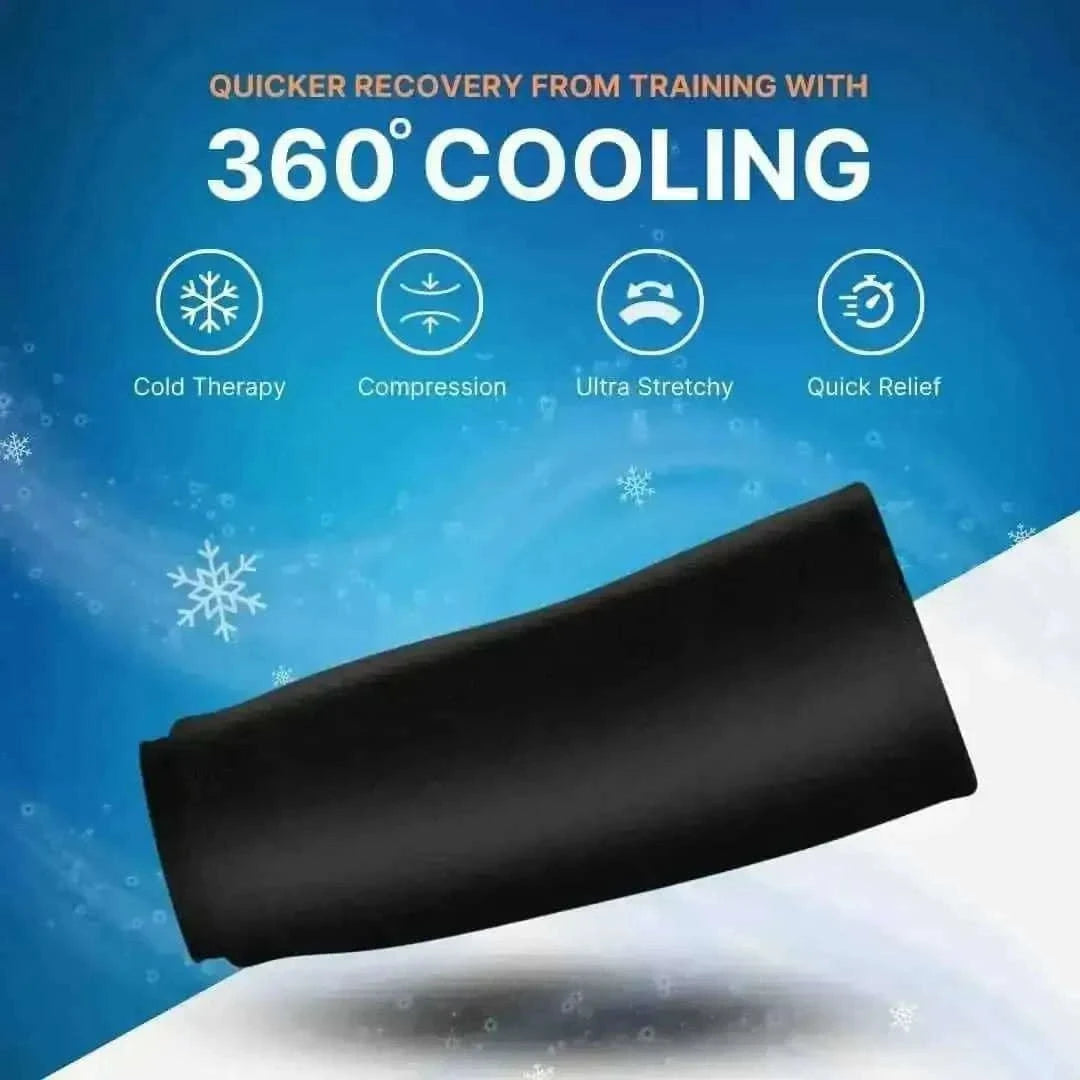 QUICKER RECOVERY FROM TRAINING WITH
360° COOLING
Cold Therapy
Compression
Ultra Stretchy
Quick Relief